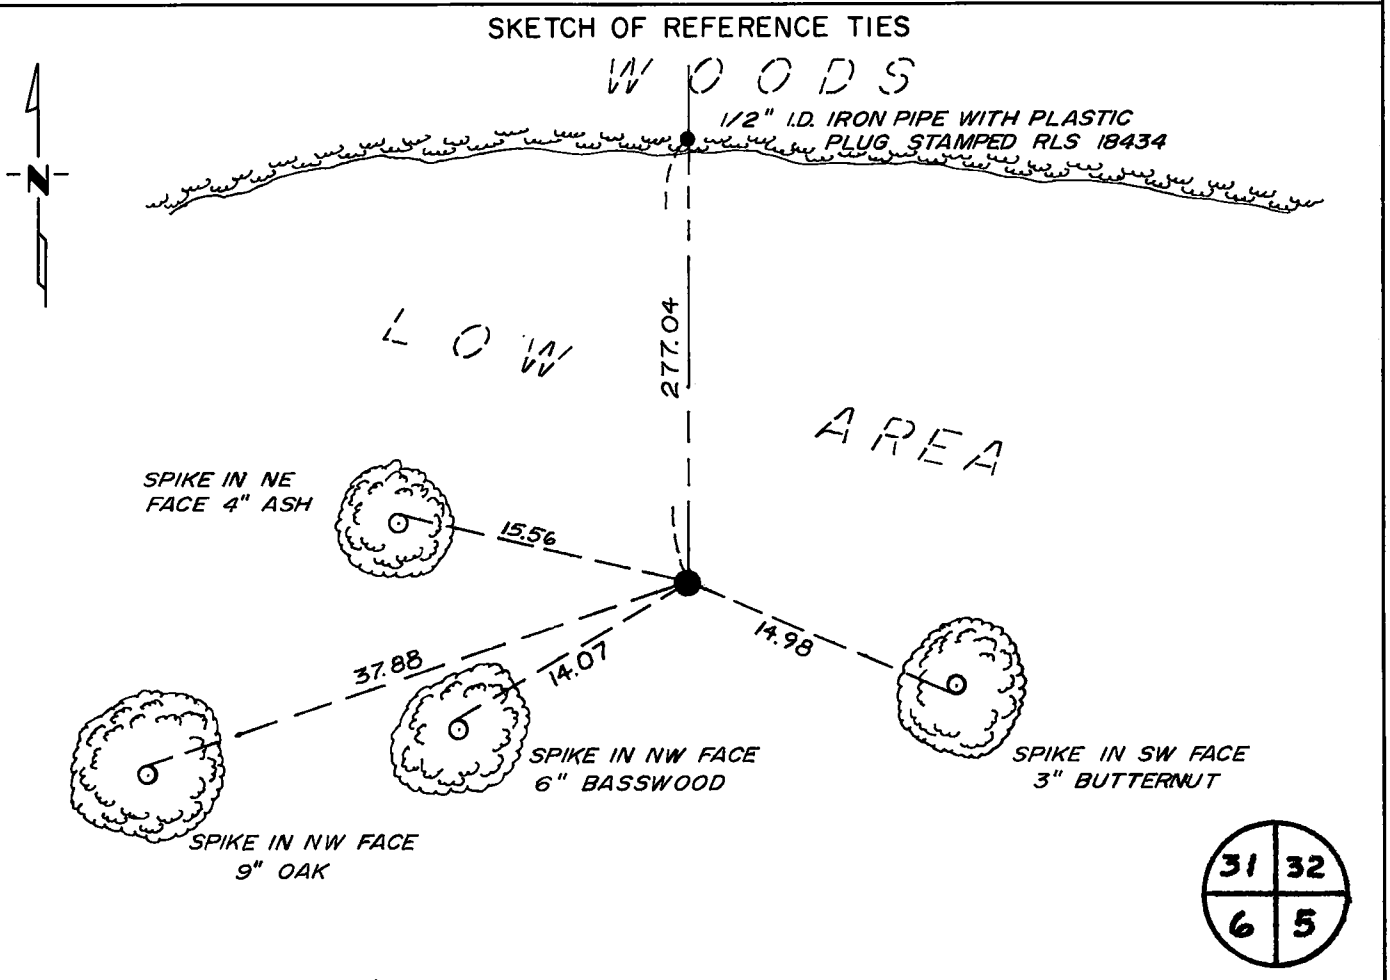 SKETCH OF REFERENCE TIES
WOODS
1/2" I.D. IRON PIPE WITH PLASTIC
PLUG STAMPED RLS 18434
N
277.04
LOW
AREA
SPIKE IN NE
FACE 4" ASH
15.56
37.88
14.07
14.98
SPIKE IN NW FACE
6" BASSWOOD
SPIKE IN SW FACE
3" BUTTERNUT
SPIKE IN NW FACE
9" OAK
31 32
6 5